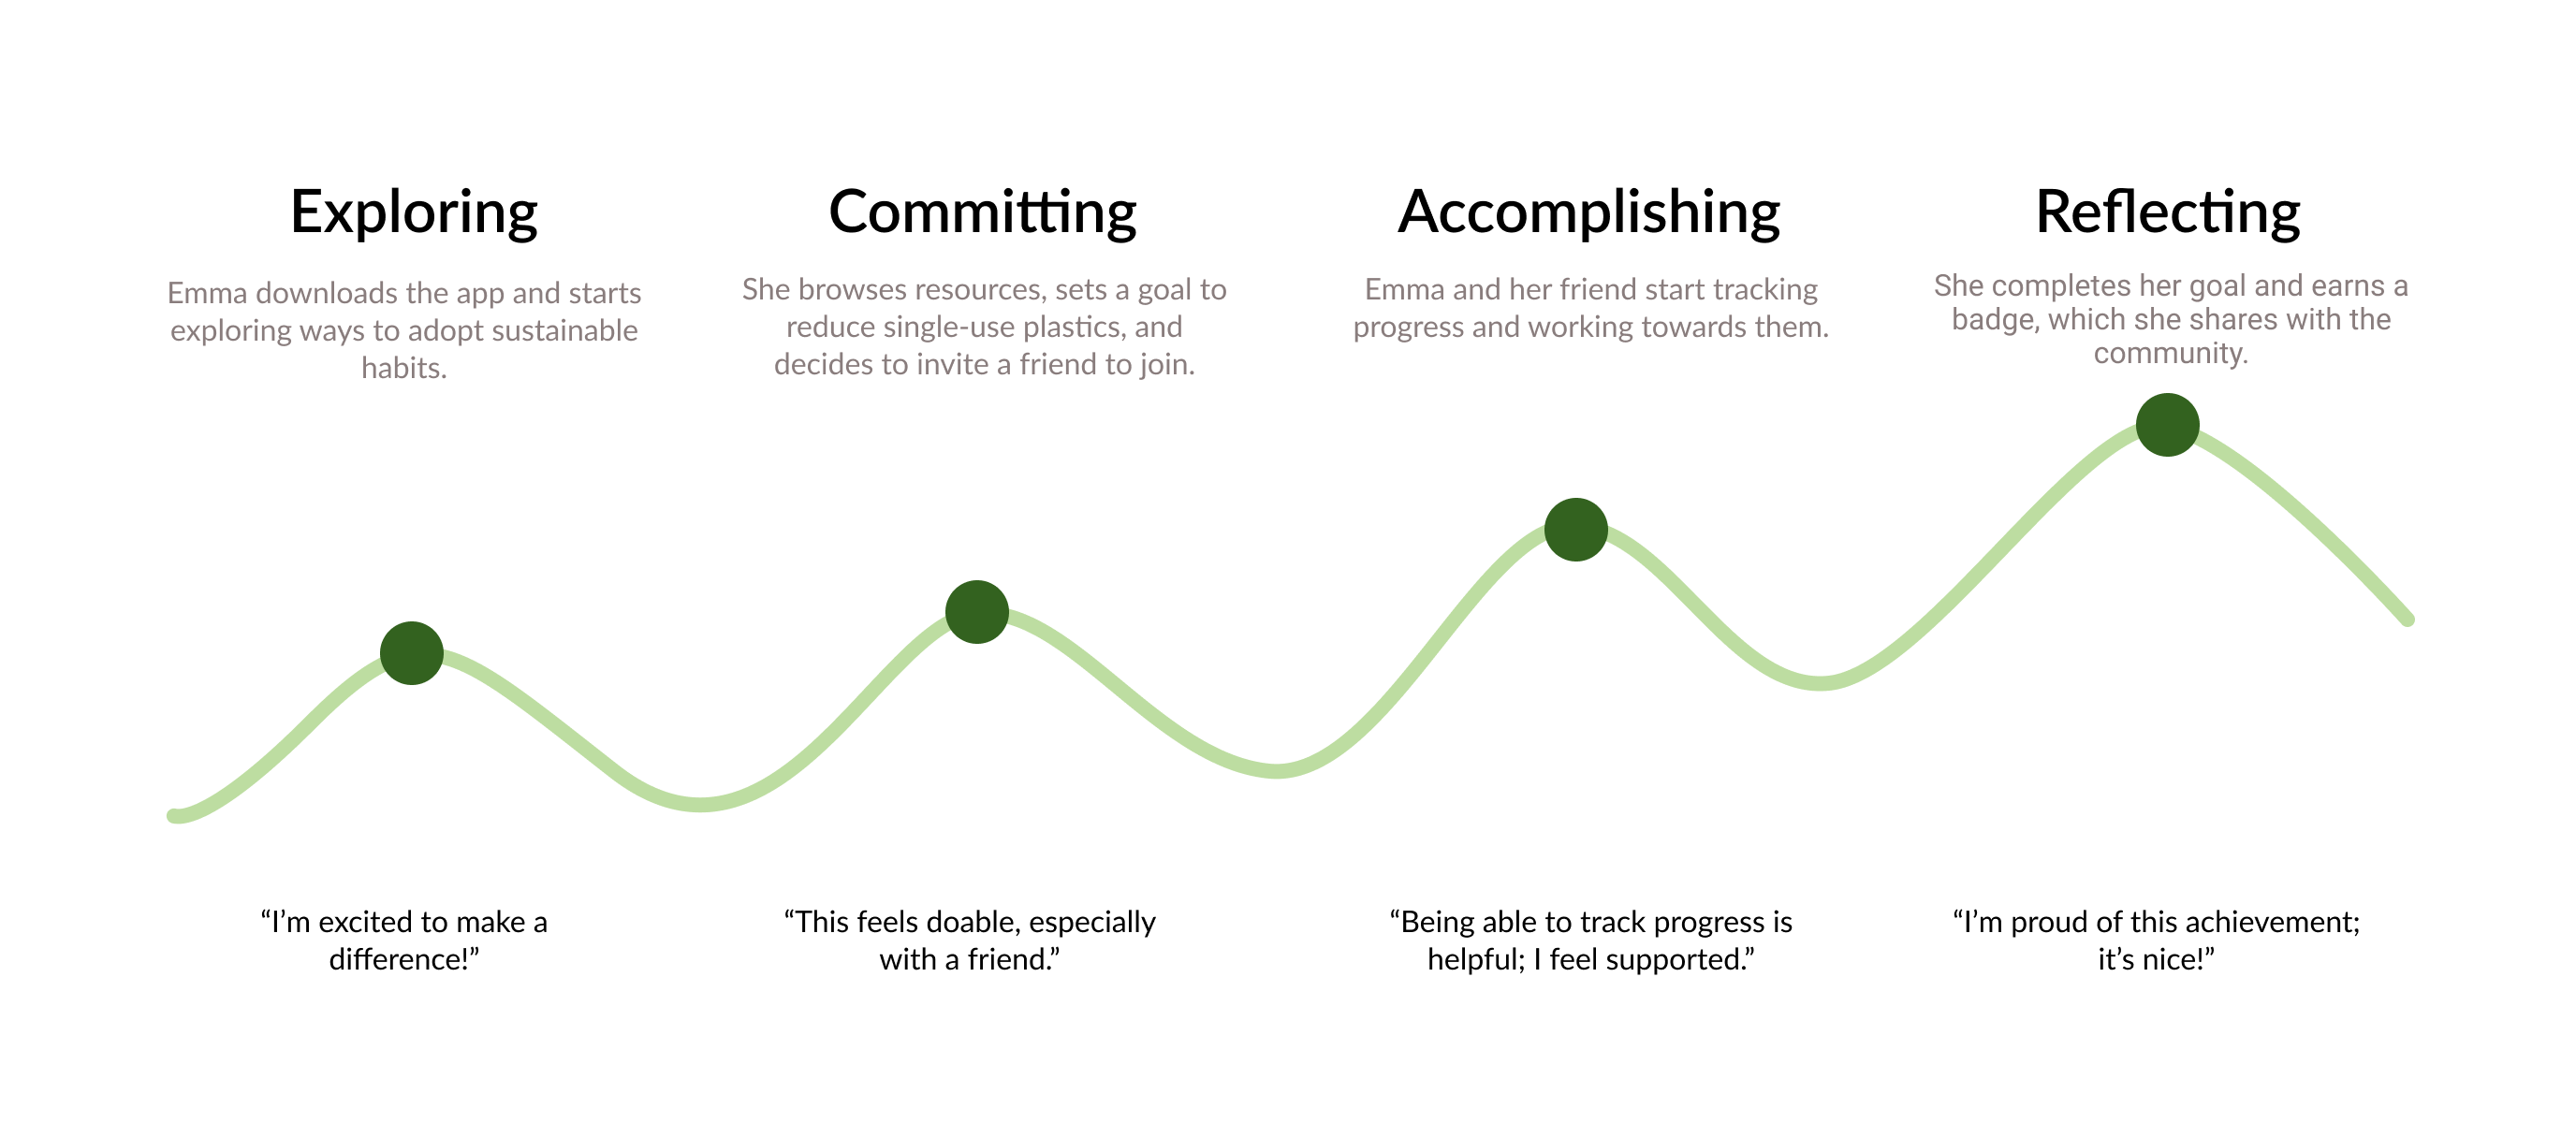 Exploring
Emma downloads the app and starts
exploring ways to adopt sustainable
habits.
Committing
She browses resources, sets a goal to
reduce single-use plastics, and
decides to invite a friend to join.
Accomplishing
Emma and her friend start tracking
progress and working towards them.
Reflecting
She completes her goal and earns a
badge, which she shares with the
community.
“I’m excited to make a
difference!”
“This feels doable, especially
with a friend.”
“Being able to track progress is
helpful; I feel supported.”
“I’m proud of this achievement;
it’s nice!”